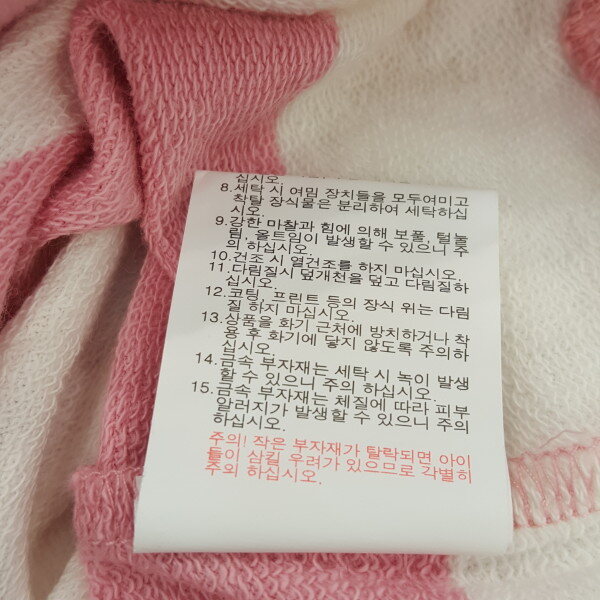 십시오.
8.세탁 시 여밈 장치들을 모두여미고
착탈 장식물은 분리하여 세탁하십
시오.
9.강한 마찰과 힘에 의해 보풀, 털눌
림, 올트임이 발생할 수 있으니 주
의 하십시오.
10.건조 시 열건조를 하지 마십시오.
11.다림질시 덮개천을 덮고 다림질하
십시오.
12.코팅, 프린트 등의 장식 위는 다림
질 하지 마십시오.
13.상품을 화기 근처에 방치하거나 착
용 후 화기에 닿지 않도록 주의하
십시오.
14.금속 부자재는 세탁 시 녹이 발생
할 수 있으니 주의 하십시오.
15.금속 부자재는 체질에 따라 피부
알러지가 발생할 수 있으니 주의
하십시오.
주의! 작은 부자재가 탈락되면 아이
들이 삼킬 우려가 있으므로 각별히
주의 하십시오.